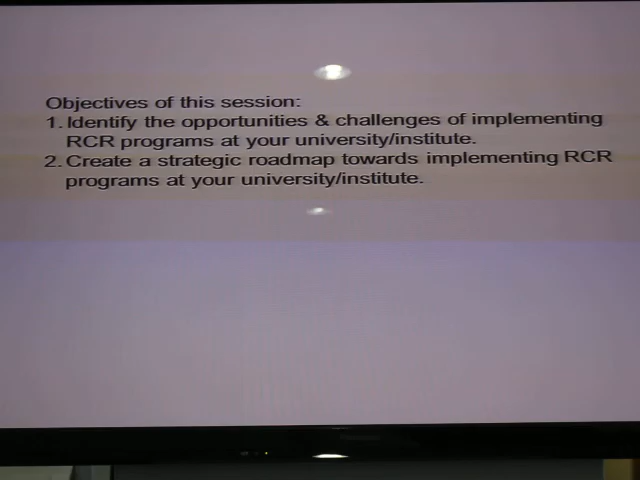 Objectives of this session:
1. Identify the opportunities & challenges of implementing
RCR programs at your university/institute.
2. Create a strategic roadmap towards implementing RCR
programs at your university/institute.